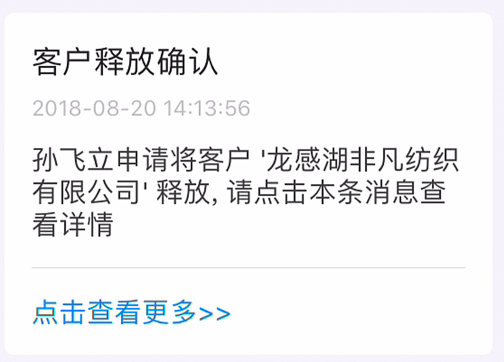 客户释放确认
2018-08-20 14:13:56
孙飞立申请将客户 '龙感湖非凡纺织
有限公司' 释放, 请点击本条消息查
看详情
点击查看更多>>